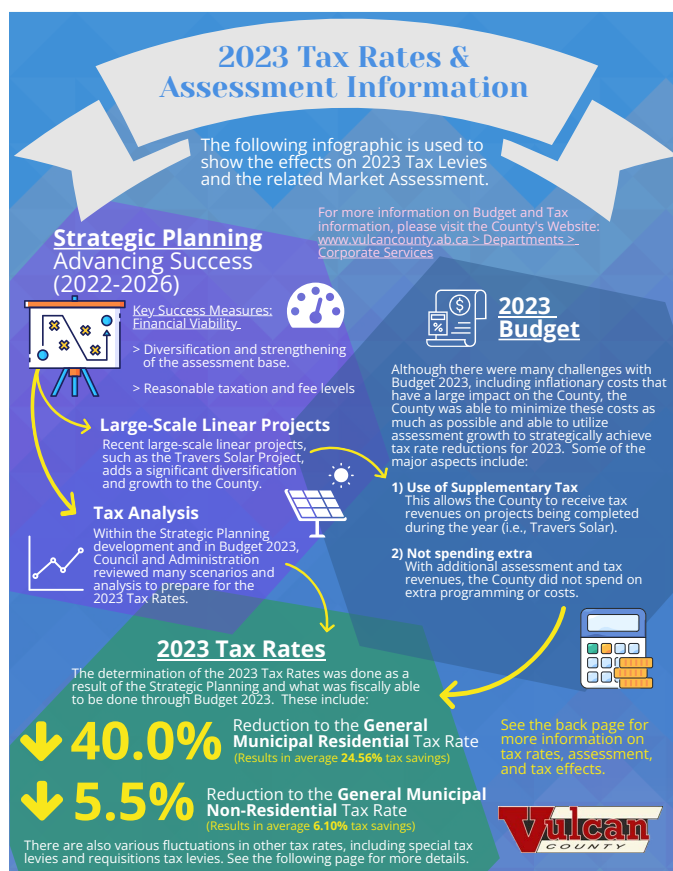 2023 Tax Rates &
Assessment Information
The following infographic is used to
show the effects on 2023 Tax Levies
and the related Market Assessment.
For more information on Budget and Tax
information, please visit the County's Website:
www.vulcancounty.ab.ca > Departments >
Corporate Services
Strategic Planning
Advancing Success
(2022-2026)
Key Success Measures:
Financial Viability
> Diversification and strengthening
of the assessment base.
> Reasonable taxation and fee levels
Large-Scale Linear Projects
Recent large-scale linear projects,
such as the Travers Solar Project,
adds a significant diversification
and growth to the County.
Tax Analysis
Within the Strategic Planning
development and in Budget 2023,
Council and Administration
reviewed many scenarios and
analysis to prepare for the
2023 Tax Rates.
2023
Budget
Although there were many challenges with
Budget 2023, including inflationary costs that
have a large impact on the County, the
County was able to minimize these costs as
much as possible and able to utilize
assessment growth to strategically achieve
tax rate reductions for 2023. Some of the
major aspects include:
1) Use of Supplementary Tax
This allows the County to receive tax
revenues on projects being completed
during the year (i.e., Travers Solar).
2) Not spending extra
With additional assessment and tax
revenues, the County did not spend on
extra programming or costs.
2023 Tax Rates
The determination of the 2023 Tax Rates was done as a
result of the Strategic Planning and what was fiscally able
to be done through Budget 2023. These include:
40.0%
Reduction to the General
Municipal Residential Tax Rate
(Results in average 24.56% tax savings)
5.5%
Reduction to the General Municipal
Non-Residential Tax Rate
(Results in average 6.10% tax savings)
There are also various fluctuations in other tax rates, including special tax
levies and requisitions tax levies. See the following page for more details.
See the back page for
more information on
tax rates, assessment,
and tax effects.
Vulcan
COUNTY